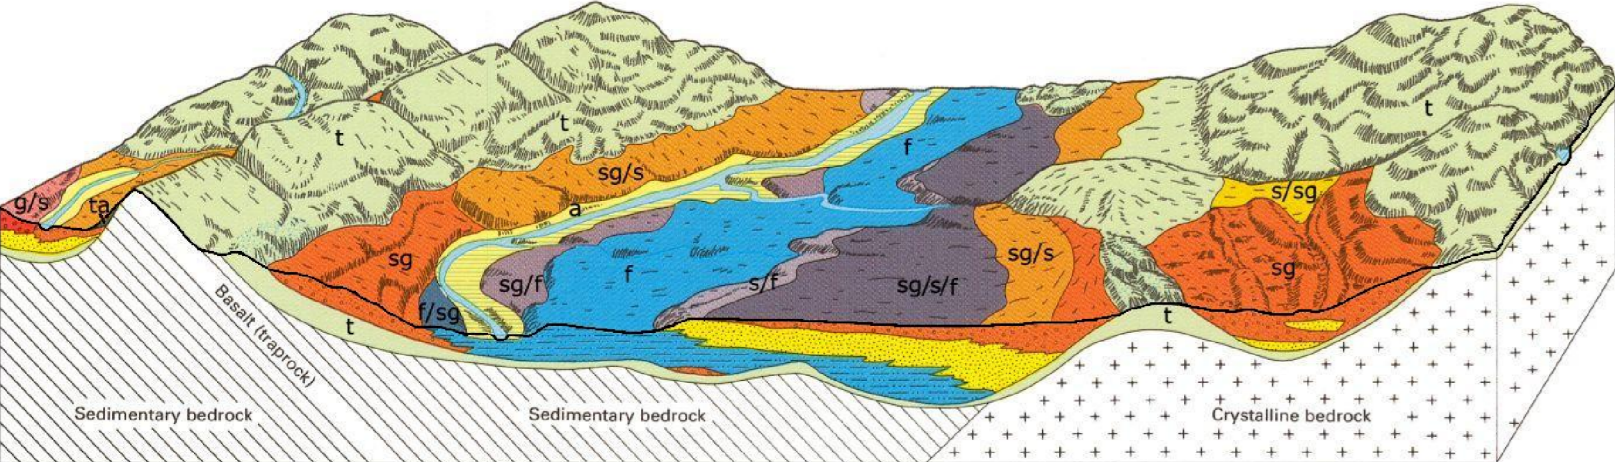 t
t
t
sg/s
f
g/s
ta
a
s/sg
sg
sg/f
f
s/f
sg/s/f
sg/s
sg
f/sg
t
t
Basalt (traprock)
Sedimentary bedrock
Sedimentary bedrock
Crystalline bedrock